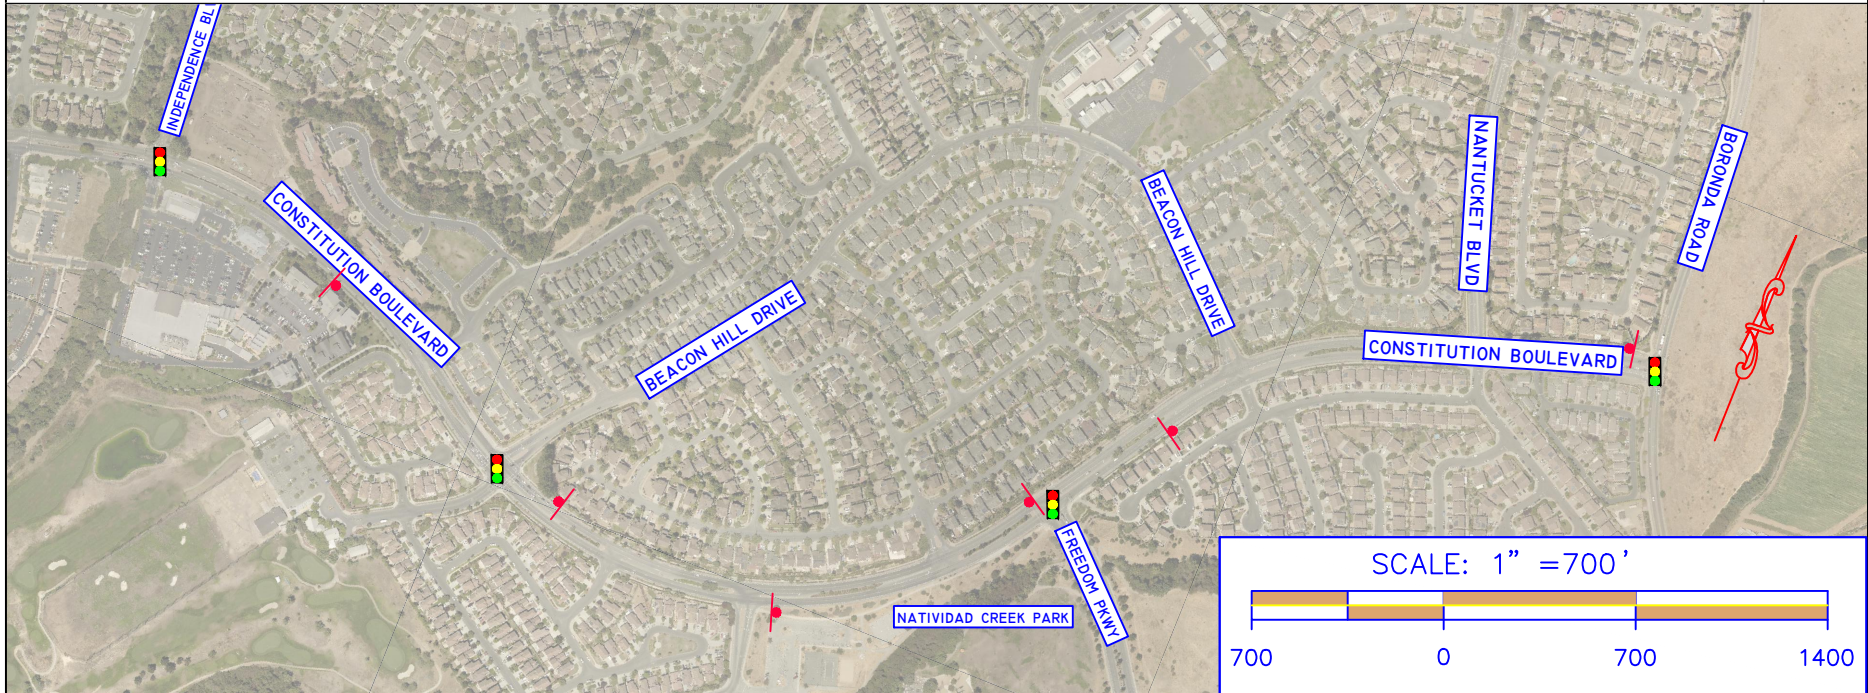 INDEPENDENCE BLV
CONSTITUTION BOULEVARD
BEACON HILL DRIVE
BEACON HILL DRIVE
NANTUCKET BLVD
BORONDA ROAD
CONSTITUTION BOULEVARD
FREEDOM PKWY
NATIVIDAD CREEK PARK
SCALE: 1" =700'
700 0 700 1400